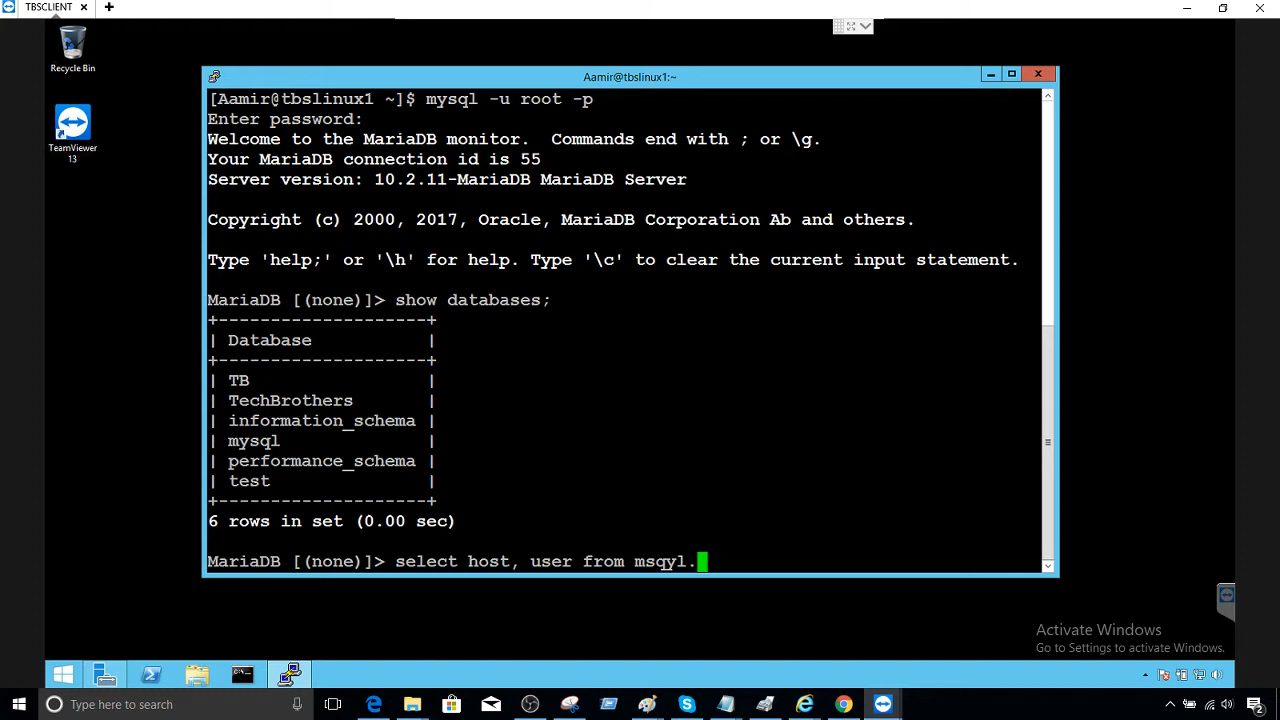 TBSCLIENT
Recycle Bin
TeamViewer
13
Aamir@tbslinux1:~
[Aamir@tbslinux1 ~]$ mysql -u root -p
Enter password:
Welcome to the MariaDB monitor.  Commands end with ; or \g.
Your MariaDB connection id is 55
Server version: 10.2.11-MariaDB MariaDB Server
Copyright (c) 2000, 2017, Oracle, MariaDB Corporation Ab and others.
Type 'help;' or '\h' for help. Type '\c' to clear the current input statement.
MariaDB [(none)]> show databases;
+--------------------+
| Database           |
+--------------------+
| TB                 |
| TechBrothers       |
| information_schema |
| mysql              |
| performance_schema |
| test               |
+--------------------+
6 rows in set (0.00 sec)
MariaDB [(none)]> select host, user from msqyl.
Activate Windows
Go to Settings to activate Windows.
Type here to search
2